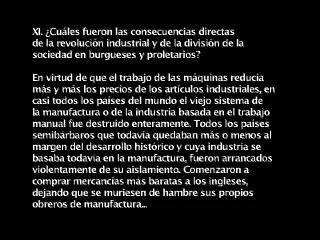 XI. ¿Cuáles fueron las consecuencias directas
de la revolución industrial y de la división de la
sociedad en burgueses y proletarios?
En virtud de que el trabajo de las máquinas reducía
más y más los precios de los artículos industriales, en
casi todos los países del mundo el viejo sistema de
la manufactura o de la industria basada en el trabajo
manual fue destruido enteramente. Todos los países
semibárbaros que todavía quedaban más o menos al
margen del desarrollo histórico y cuya industria se
basaba todavía en la manufactura, fueron arrancados
violentamente de su aislamiento. Comenzaron a
comprar mercancías más baratas a los ingleses,
dejando que se muriesen de hambre sus propios
obreros de manufactura...